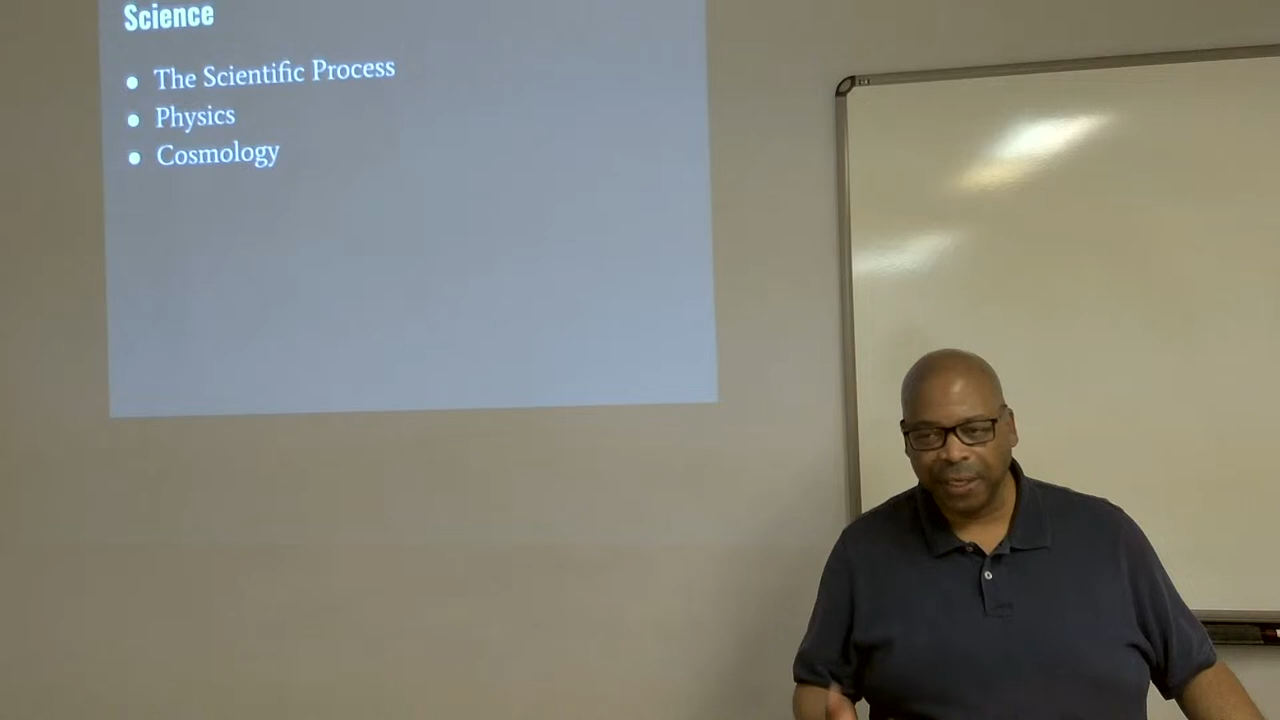 Science
● The Scientific Process
● Physics
● Cosmology